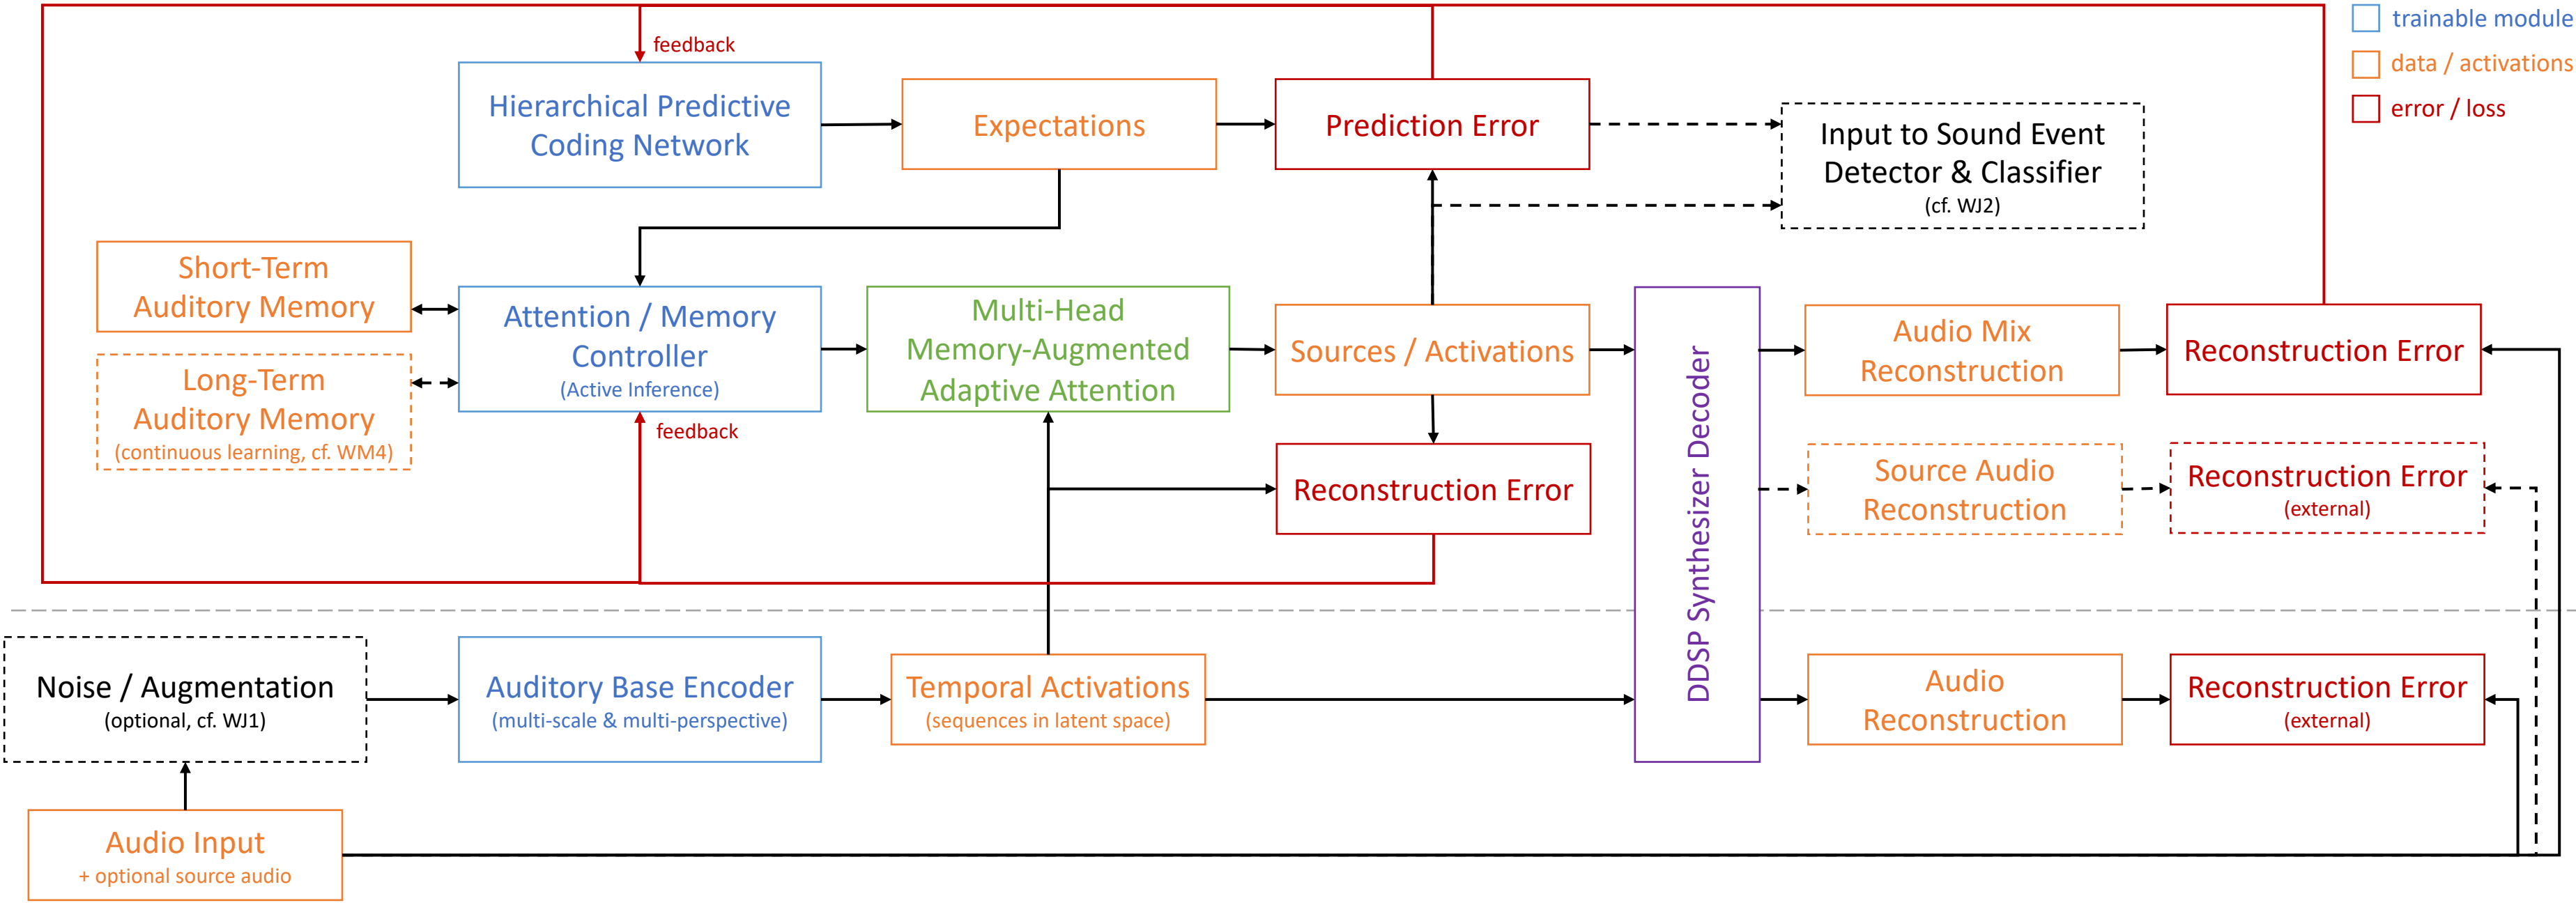 feedback
trainable module
data / activations
error / loss
Hierarchical Predictive
Coding Network
Expectations
Prediction Error
Input to Sound Event
Detector & Classifier
(cf. WJ2)
Short-Term
Auditory Memory
Long-Term
Auditory Memory
(continuous learning, cf. WM4)
Attention / Memory
Controller
(Active Inference)
feedback
Multi-Head
Memory-Augmented
Adaptive Attention
Sources / Activations
Reconstruction Error
DDSP Synthesizer Decoder
Audio Mix
Reconstruction
Reconstruction Error
Source Audio
Reconstruction
Reconstruction Error
(external)
Noise / Augmentation
(optional, cf. WJ1)
Auditory Base Encoder
(multi-scale & multi-perspective)
Temporal Activations
(sequences in latent space)
Audio
Reconstruction
Reconstruction Error
(external)
Audio Input
+ optional source audio